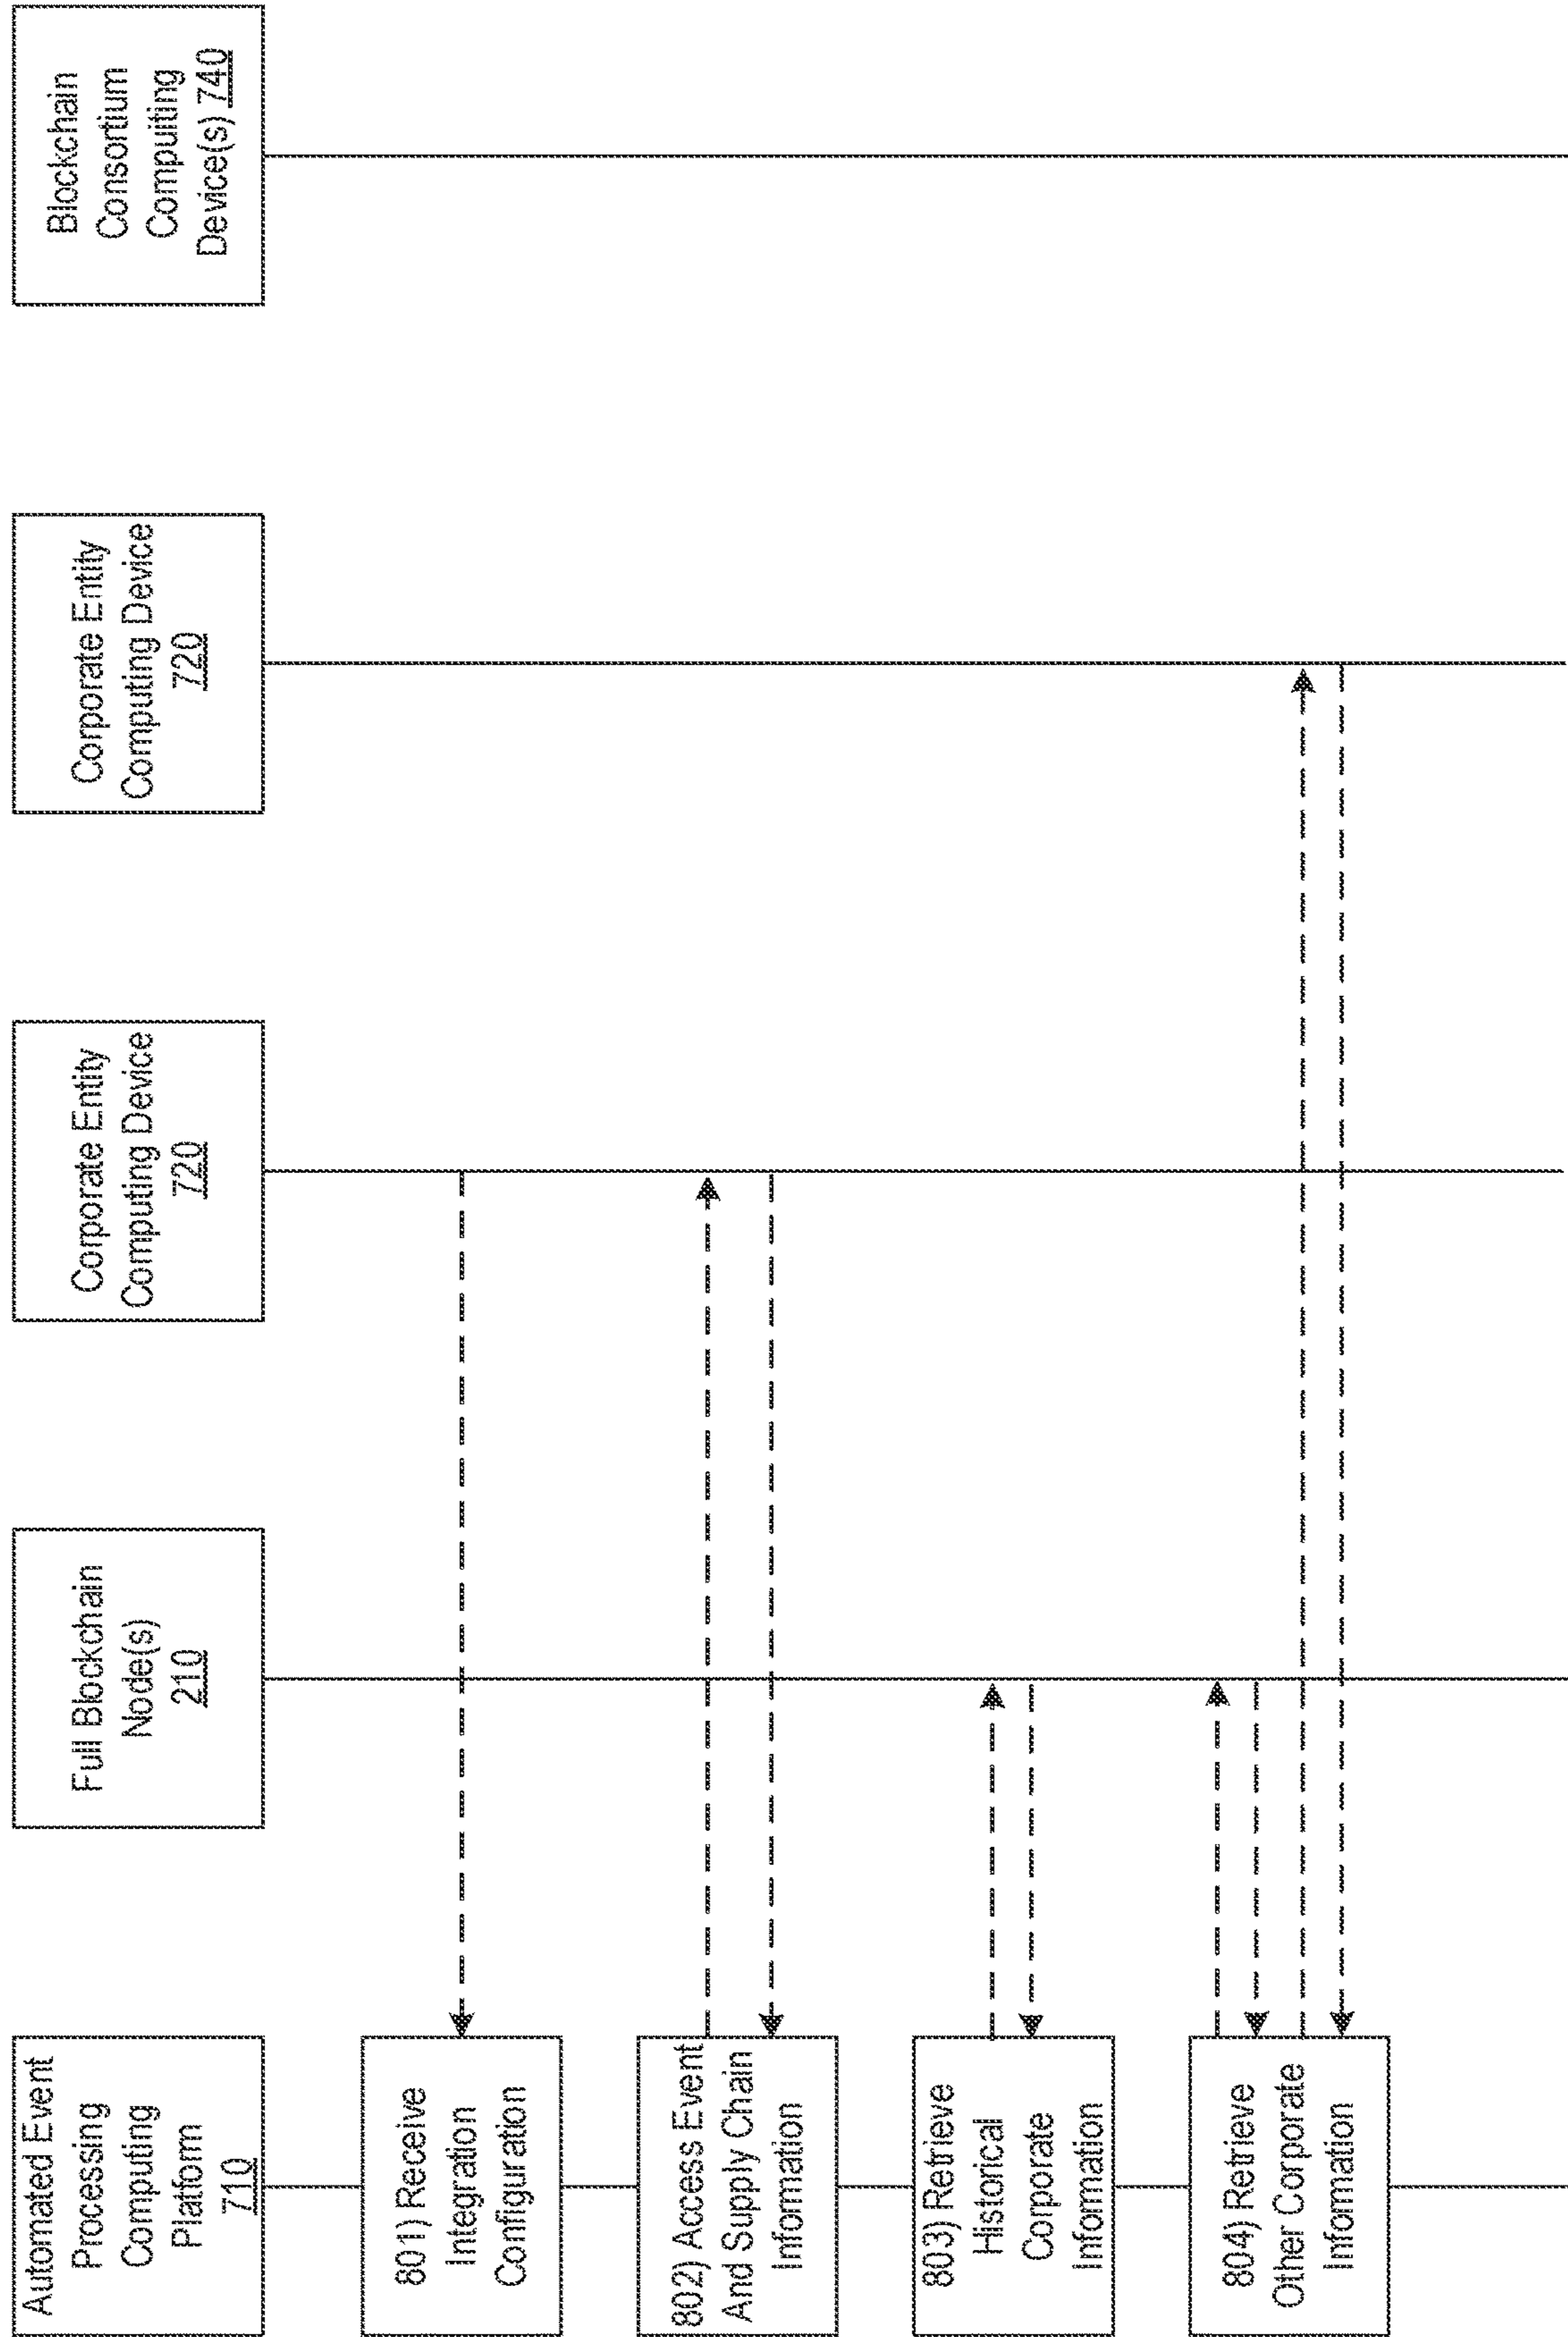 Automated Event
Processing
Computing
Platform
710
Full Blockchain
Node(s)
210
Corporate Entity
Computing Device
720
Corporate Entity
Computing Device
720
Blockchain
Consortium
Compuiting
Device(s) 740
801) Receive
Integration
Configuration
802) Access Event
And Supply Chain
Information
803) Retrieve
Historical
Corporate
Information
804) Retrieve
Other Corporate
Information